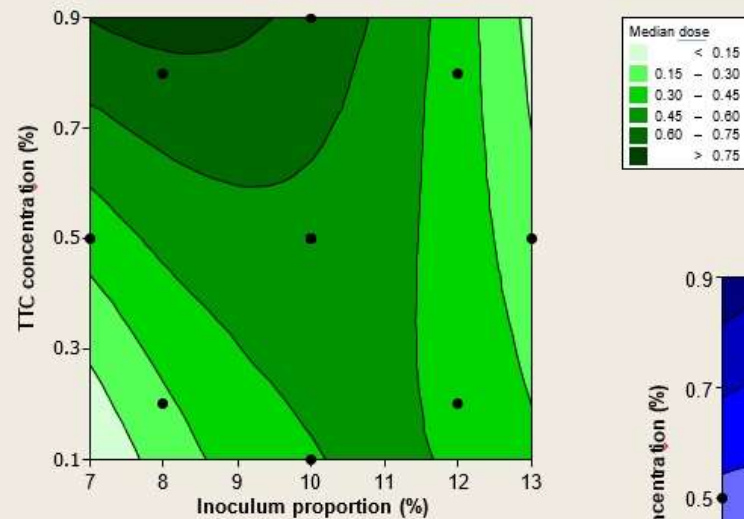 0.9
0.7
0.5
0.3
0.1
TTC concentration (%)
7 8 9 10 11 12 13
Inoculum proportion (%)
Median dose
< 0.15
0.15 – 0.30
0.30 – 0.45
0.45 – 0.60
0.60 – 0.75
> 0.75
0.9
0.7
0.5
(%)